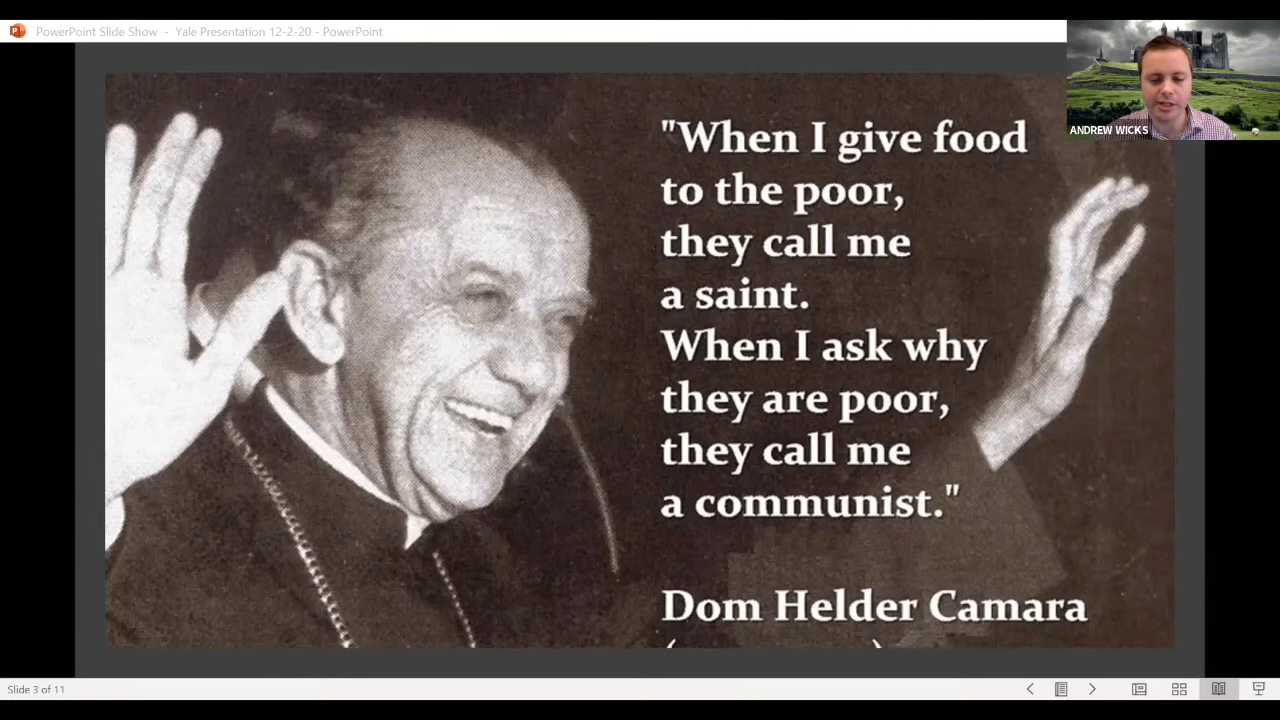 PowerPoint Slide Show - Yale Presentation 12-2-20 - PowerPoint
ANDREW WICKS
"When I give food
to the poor,
they call me
a saint.
When I ask why
they are poor,
they call me
a communist."
Dom Helder Camara
Slide 3 of 11